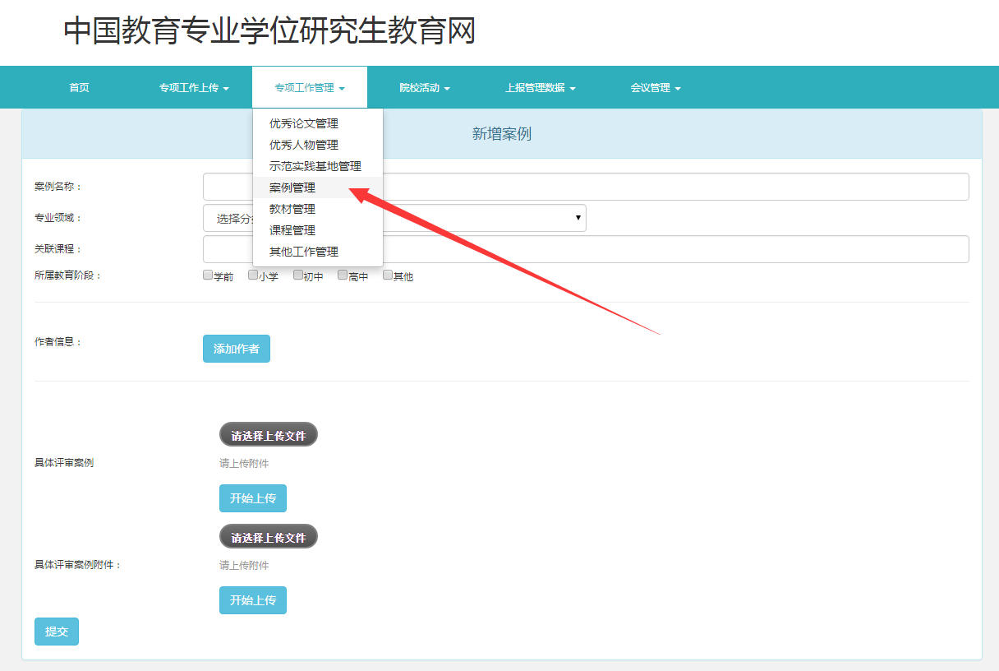 中国教育专业学位研究生教育网
首页 专项工作上传 专项工作管理 院校活动 上报管理数据 会议管理
优秀论文管理
优秀人物管理
示范实践基地管理
案例管理
教材管理
课程管理
其他工作管理
新增案例
案例名称：
专业领域：
选择分
关联课程：
所属教育阶段： 学前 小学 初中 高中 其他
作者信息： 添加作者
请选择上传文件
具体评审案例 请上传附件
开始上传
请选择上传文件
具体评审案例附件： 请上传附件
开始上传
提交